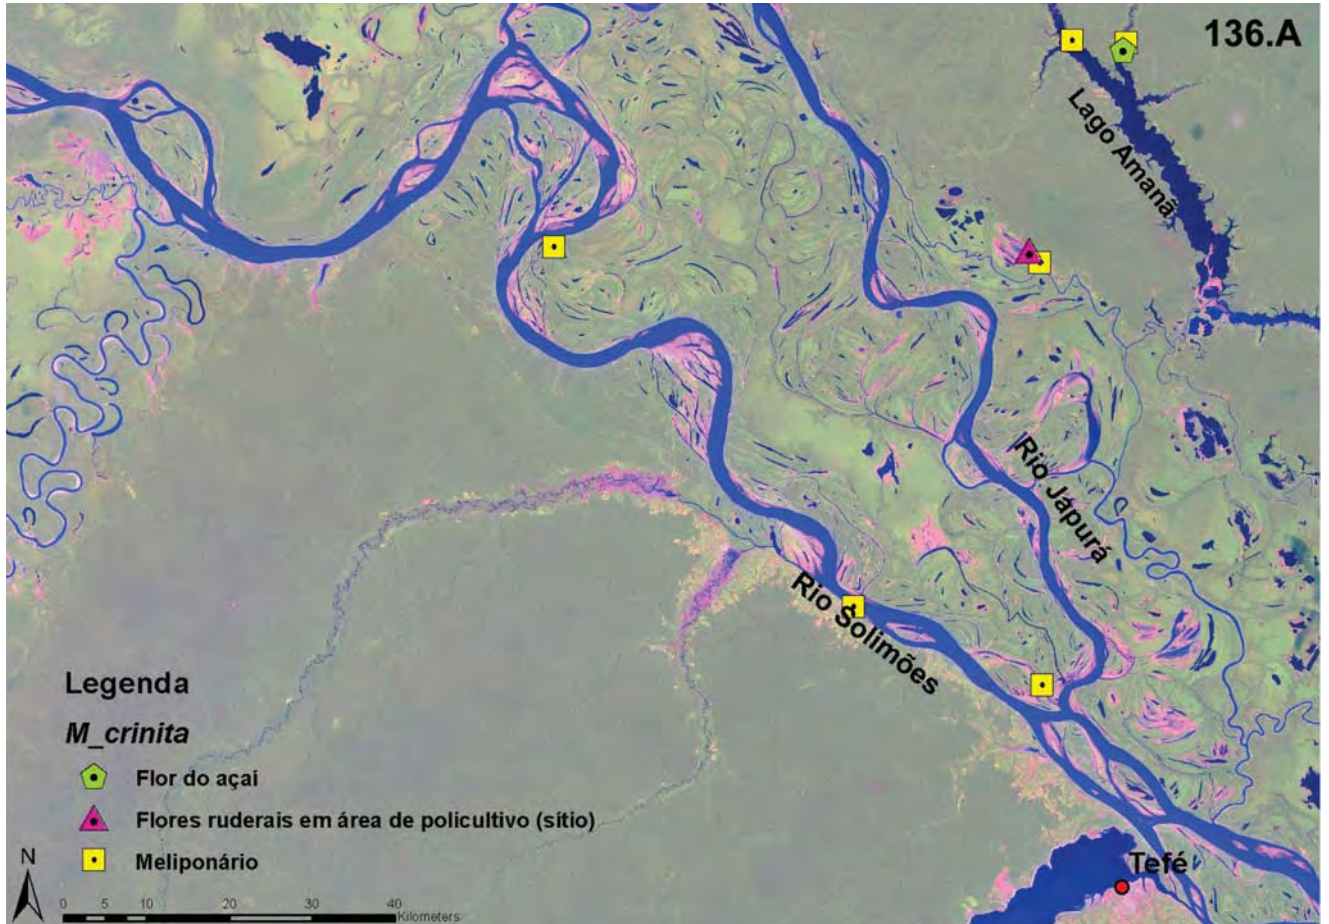 136.A
Lago Amanã
Rio Japurá
Rio Solimões
Legenda
M_crinita
Flor do açaí
Flores ruderais em área de policultivo (sítio)
Meliponário
Tefé
N
0 5 10 20 30 40
Kilometers